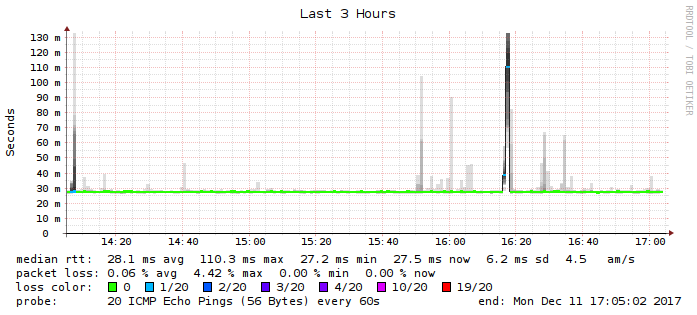 Last 3 Hours
RRDTOOL / TOBI OETIKER
Seconds
130 m
120 m
110 m
100 m
90 m
80 m
70 m
60 m
50 m
40 m
30 m
20 m
10 m
0
14:20 14:40 15:00 15:20 15:40 16:00 16:20 16:40 17:00
median rtt: 28.1 ms avg 110.3 ms max 27.2 ms min 27.5 ms now 6.2 ms sd 4.5 am/s
packet loss: 0.06 % avg 4.42 % max 0.00 % min 0.00 % now
loss color: 0 1/20 2/20 3/20 4/20 10/20 19/20
probe: 20 ICMP Echo Pings (56 Bytes) every 60s end: Mon Dec 11 17:05:02 2017